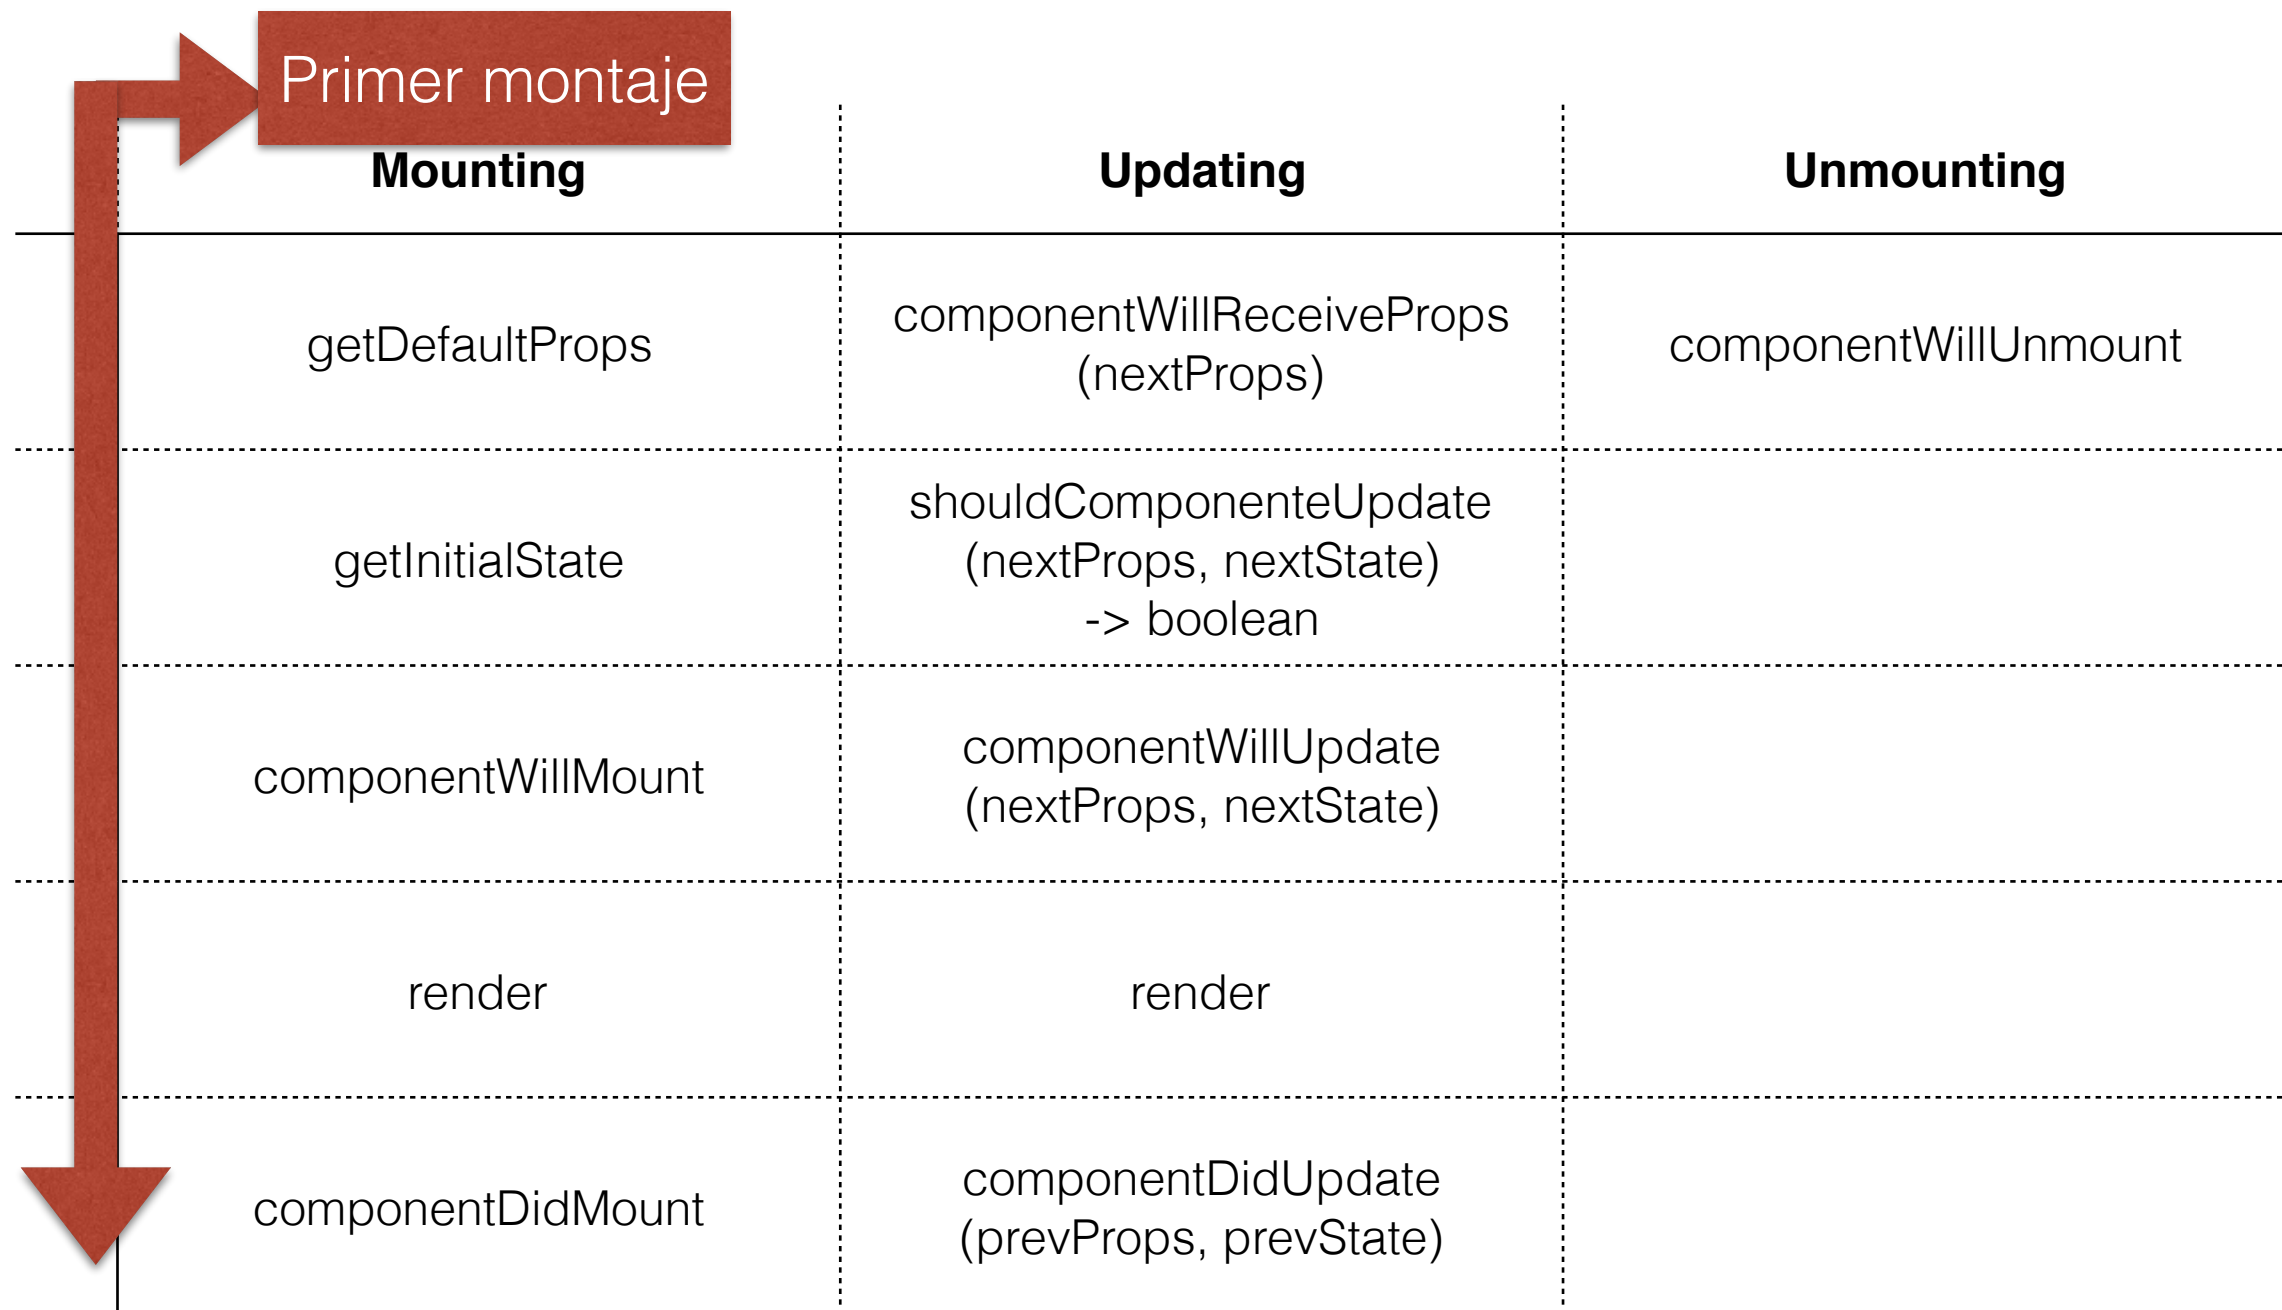 Primer montaje
Mounting
Updating
Unmounting
getDefaultProps
componentWillReceiveProps
(nextProps)
componentWillUnmount
getInitialState
shouldComponenteUpdate
(nextProps, nextState)
-> boolean
componentWillMount
componentWillUpdate
(nextProps, nextState)
render
render
componentDidMount
componentDidUpdate
(prevProps, prevState)